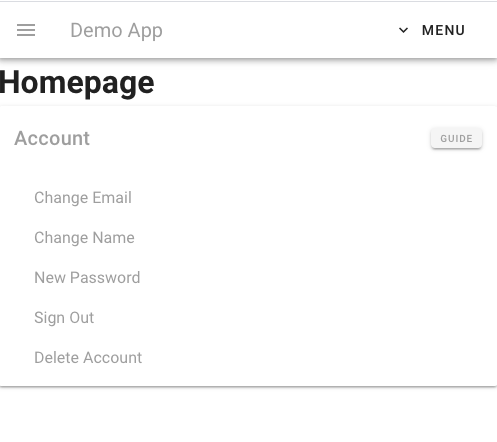 Demo App
MENU
Homepage
Account
GUIDE
Change Email
Change Name
New Password
Sign Out
Delete Account